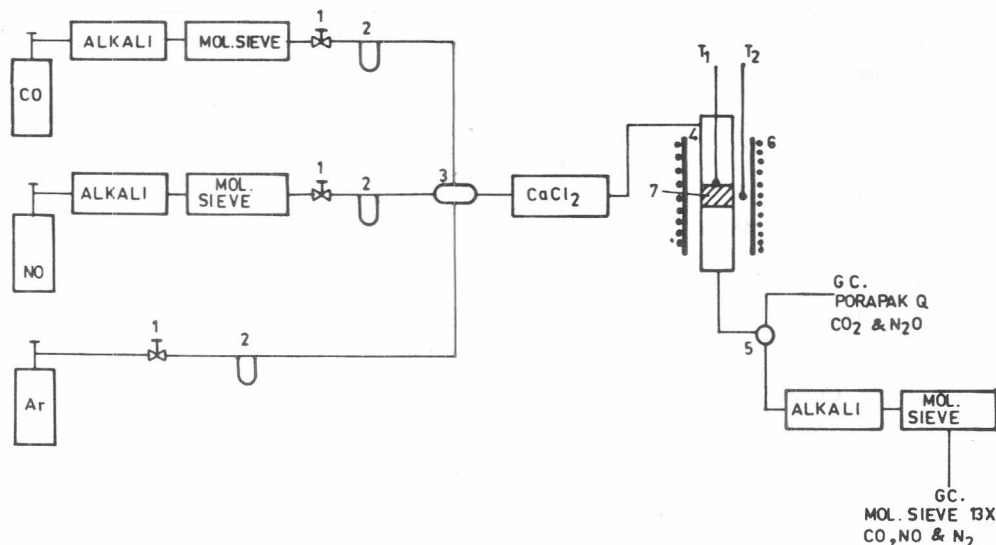 1
2
ALKALI
MOL.SIEVE
CO
T1
T2
4
6
1
2
3
ALKALI
MOL.
SIEVE
CaCl2
7
NO
G C.
PORAPAK Q
CO2 & N2O
5
1
2
Ar
ALKALI
MOL.
SIEVE
GC.
MOL. SIEVE 13X
CO,NO & N2